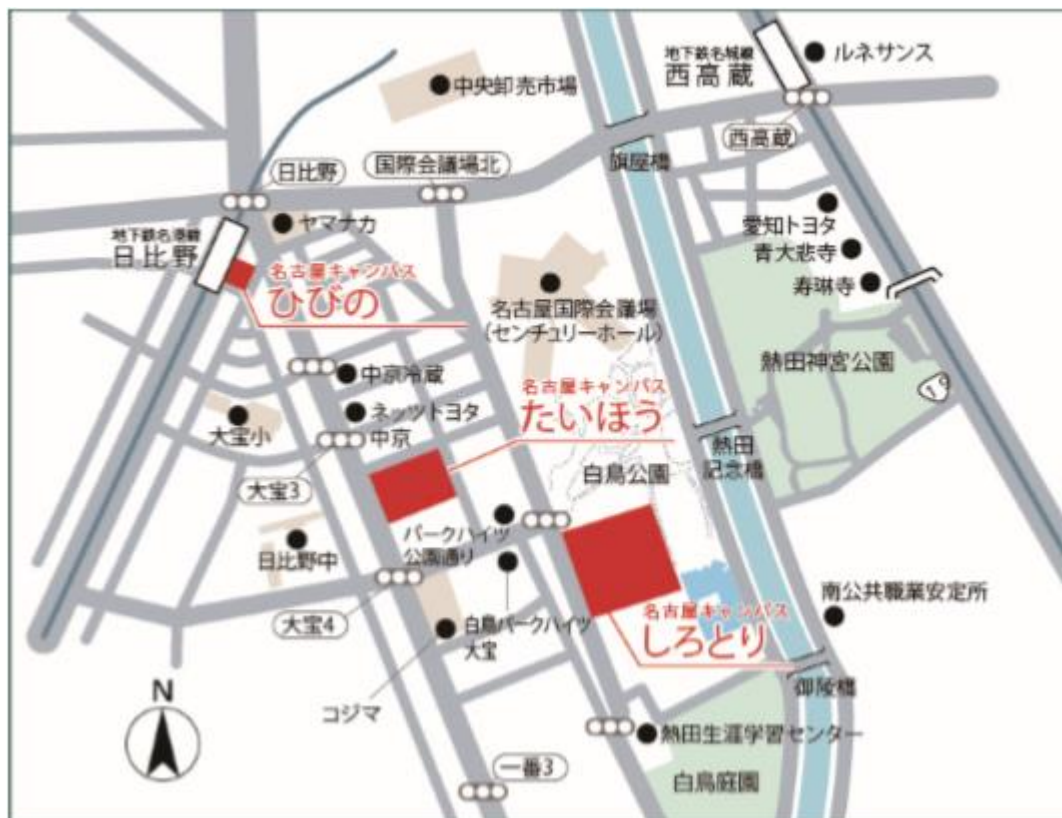 地下鉄名城線
西高蔵
ルネサンス
中央卸売市場
西高蔵
国際会議場北
旗屋橋
日比野
ヤマナカ
愛知トヨタ
地下鉄名港線
日比野
青大悲寺
名古屋キャンパス
ひびの
寿琳寺
名古屋国際会議場
(センチュリーホール)
熱田神宮公園
中京冷蔵
名古屋キャンパス
たいほう
ネッツトヨタ
中京
大宝小
熱田
記念橋
白鳥公園
大宝3
パークハイツ
公園通り
日比野中
南公共職業安定所
大宝4
白鳥パークハイツ
大宝
名古屋キャンパス
しろとり
御陵橋
N
コジマ
熱田生涯学習センター
一番3
白鳥庭園